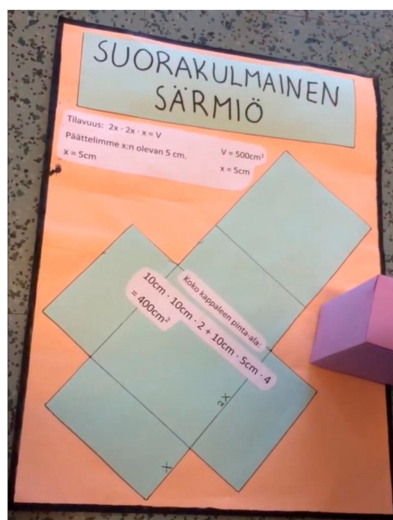 SUORAKULMAINEN
SÄRMIÖ
Tilavuus: 2x · 2x · x = V
Päättelimme x:n olevan 5 cm.
x = 5cm
V = 500cm³
x = 5cm
Koko kappaleen pinta-ala:
10cm · 10cm · 2 + 10cm · 5cm · 4
= 400cm²
2x
x